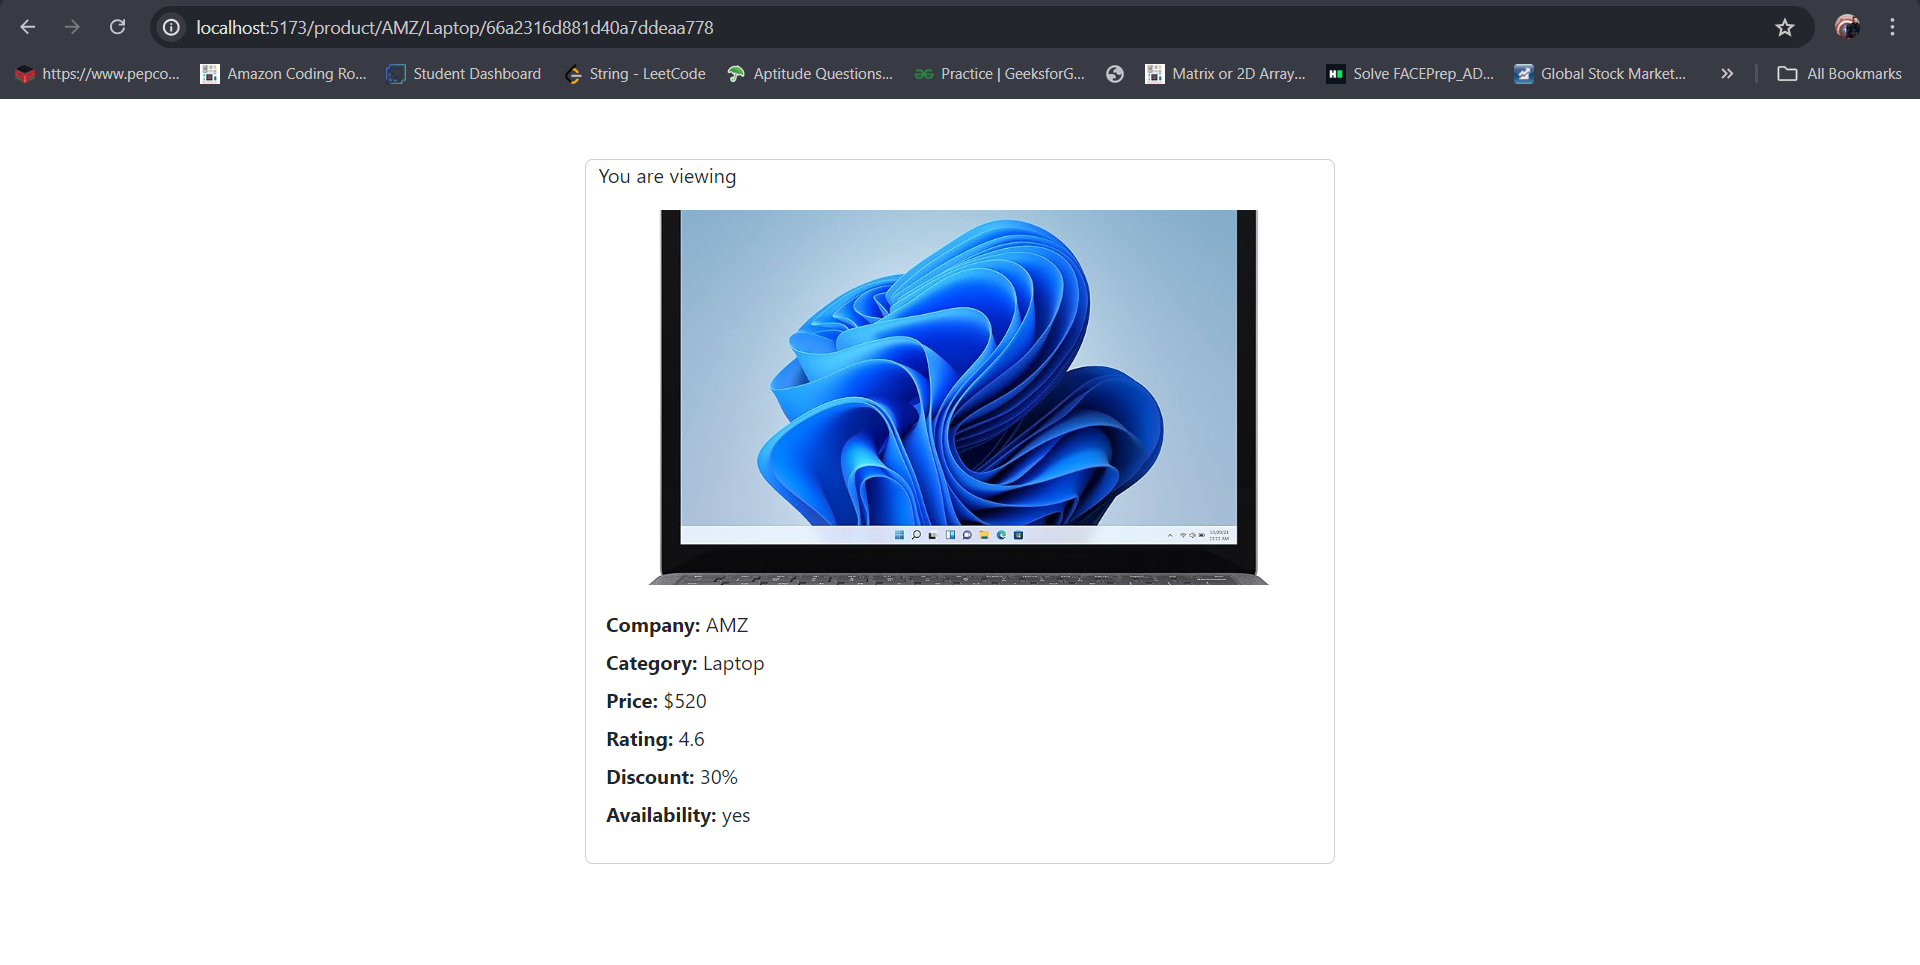 localhost:5173/product/AMZ/Laptop/66a2316d881d40a7ddeaa778
https://www.pepco... Amazon Coding Ro... Student Dashboard String - LeetCode Aptitude Questions... Practice | GeeksforG... Matrix or 2D Array... Solve FACEPrep_AD... Global Stock Market... » All Bookmarks
You are viewing
Company: AMZ
Category: Laptop
Price: $520
Rating: 4.6
Discount: 30%
Availability: yes